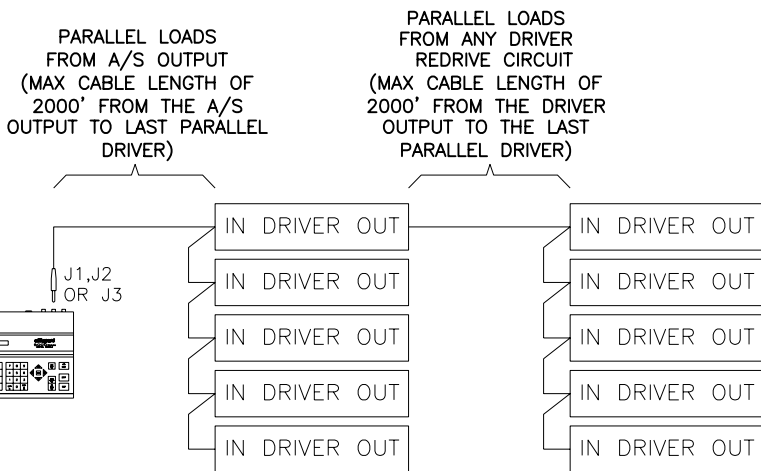 PARALLEL LOADS
FROM A/S OUTPUT
(MAX CABLE LENGTH OF
2000' FROM THE A/S
OUTPUT TO LAST PARALLEL
DRIVER)
PARALLEL LOADS
FROM ANY DRIVER
REDRIVE CIRCUIT
(MAX CABLE LENGTH OF
2000' FROM THE DRIVER
OUTPUT TO THE LAST
PARALLEL DRIVER)
J1,J2
OR J3
IN DRIVER OUT
IN DRIVER OUT
IN DRIVER OUT
IN DRIVER OUT
IN DRIVER OUT
IN DRIVER OUT
IN DRIVER OUT
IN DRIVER OUT
IN DRIVER OUT
IN DRIVER OUT